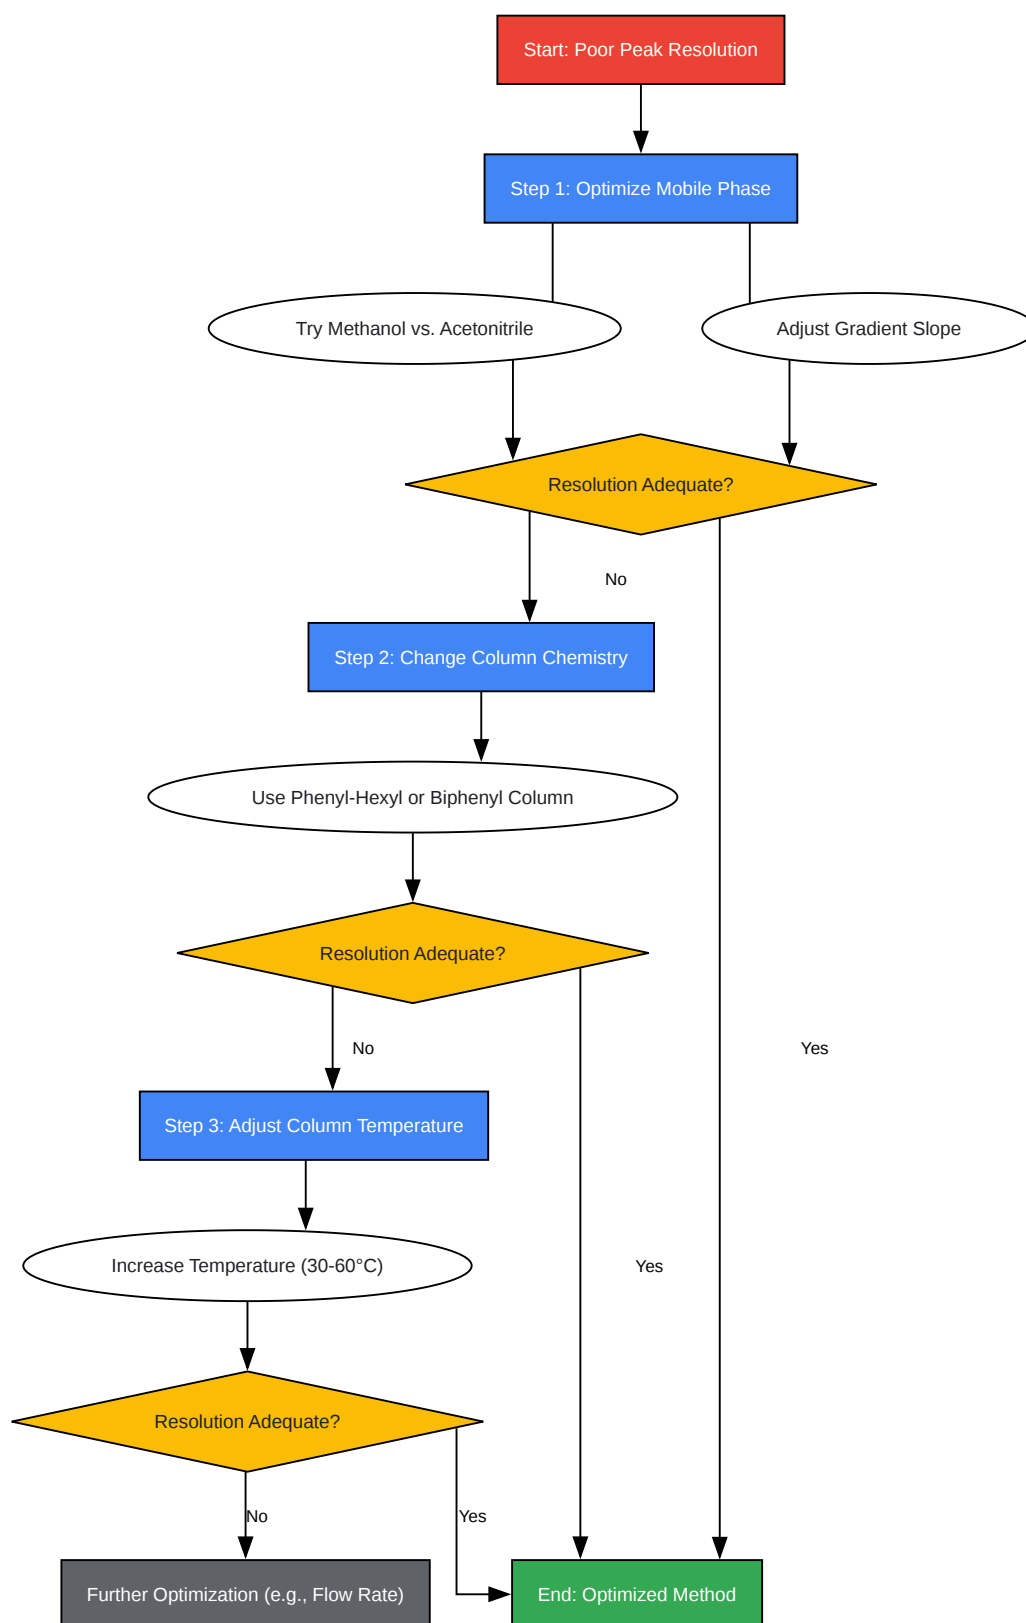 Start: Poor Peak Resolution
Step 1: Optimize Mobile Phase
Try Methanol vs. Acetonitrile
Adjust Gradient Slope
Resolution Adequate?
No
Step 2: Change Column Chemistry
Use Phenyl-Hexyl or Biphenyl Column
Resolution Adequate?
No
Yes
Step 3: Adjust Column Temperature
Increase Temperature (30-60°C)
Yes
Resolution Adequate?
No
Yes
Further Optimization (e.g., Flow Rate)
End: Optimized Method